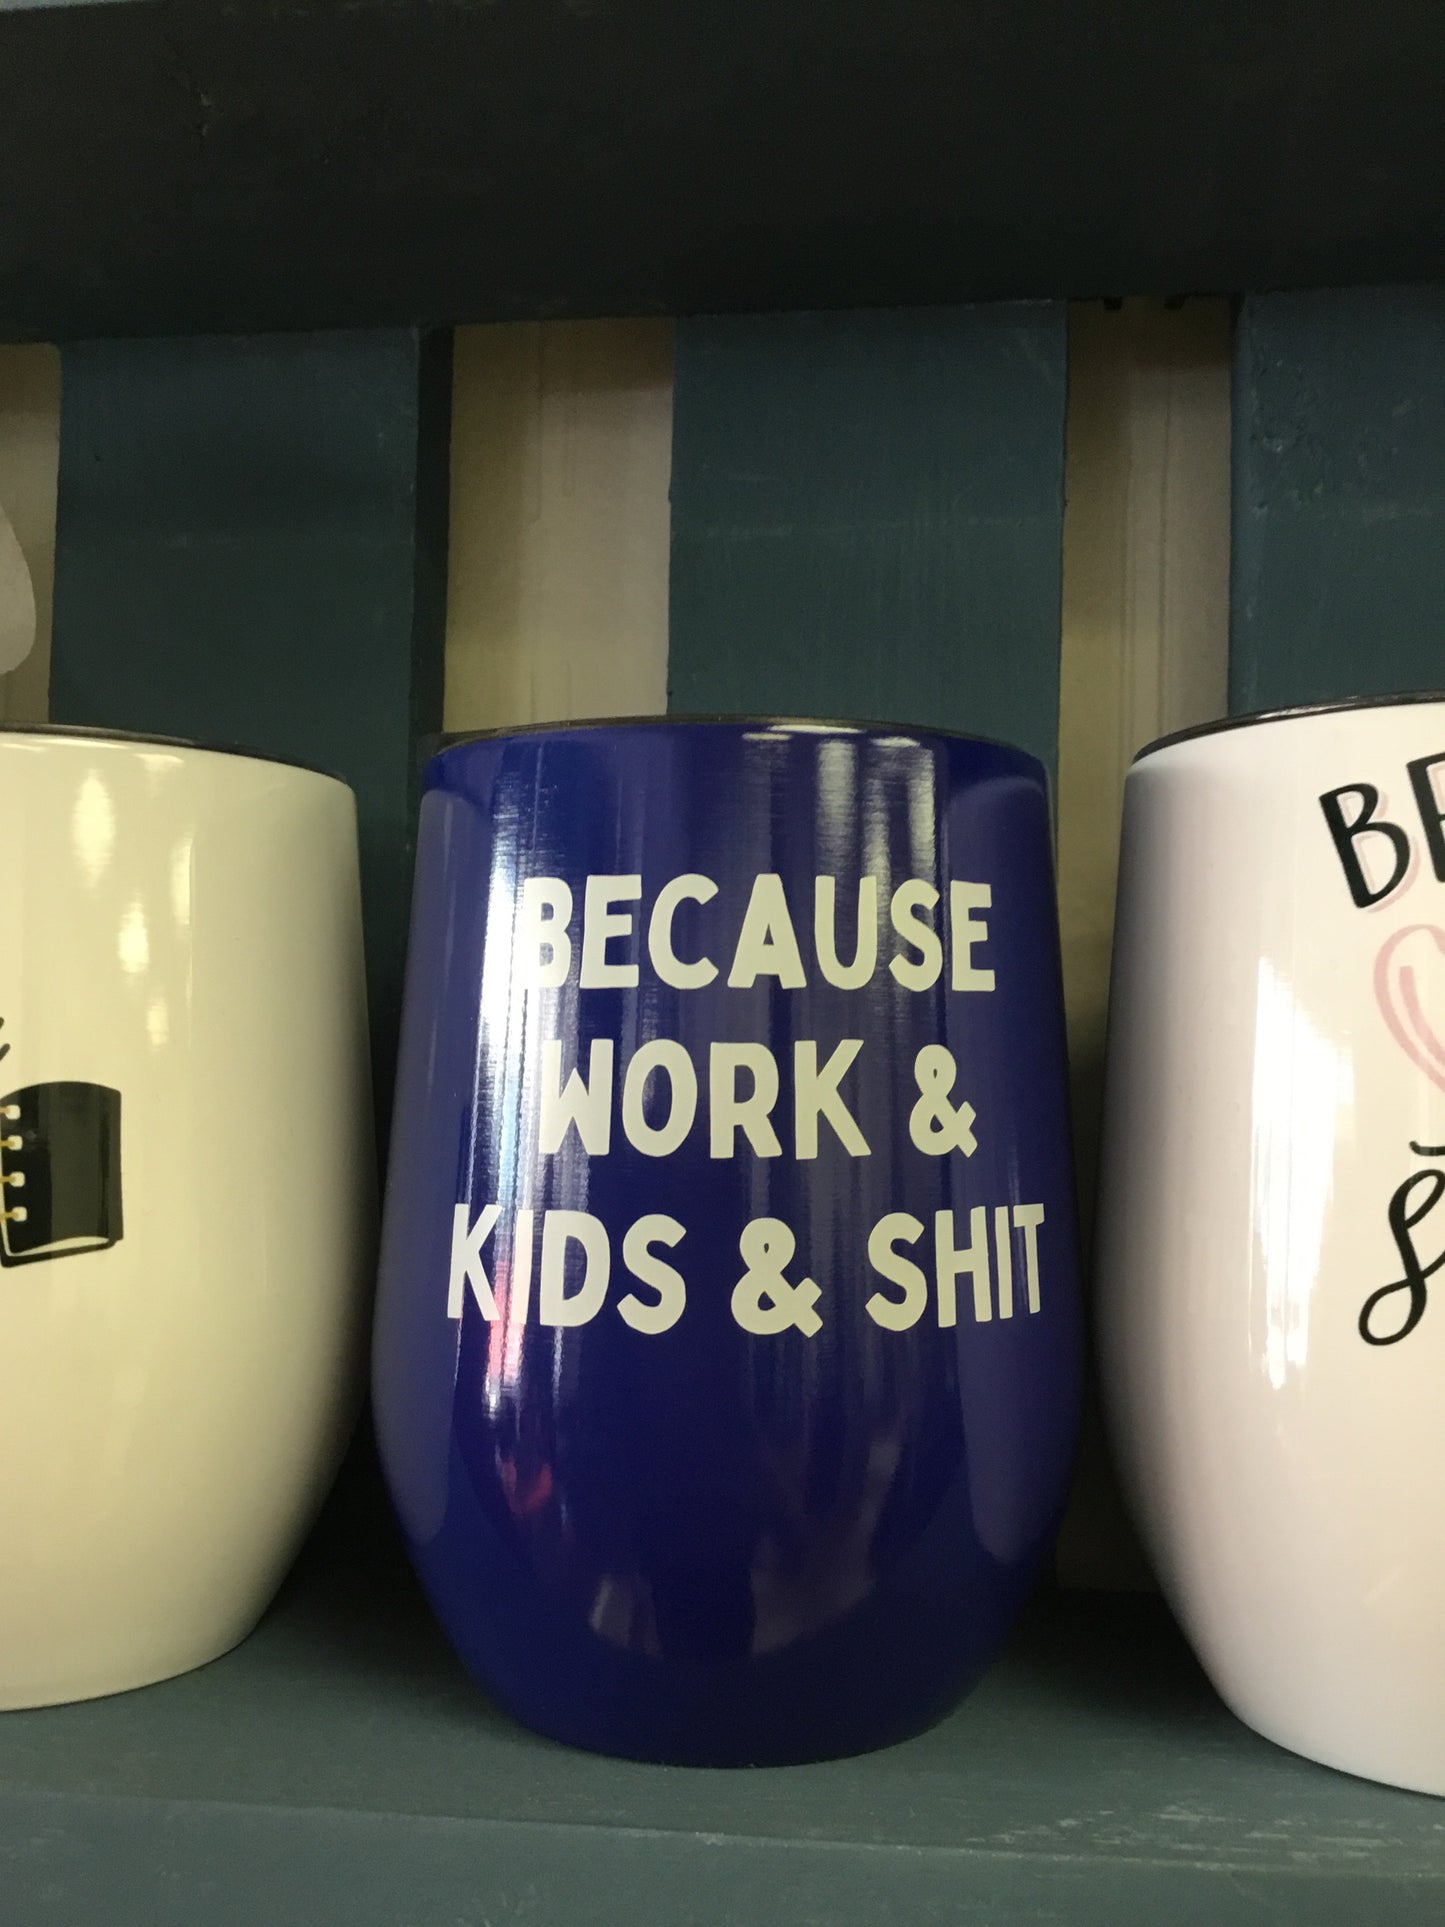 BECAUSE
WORK &
KIDS & SHIT